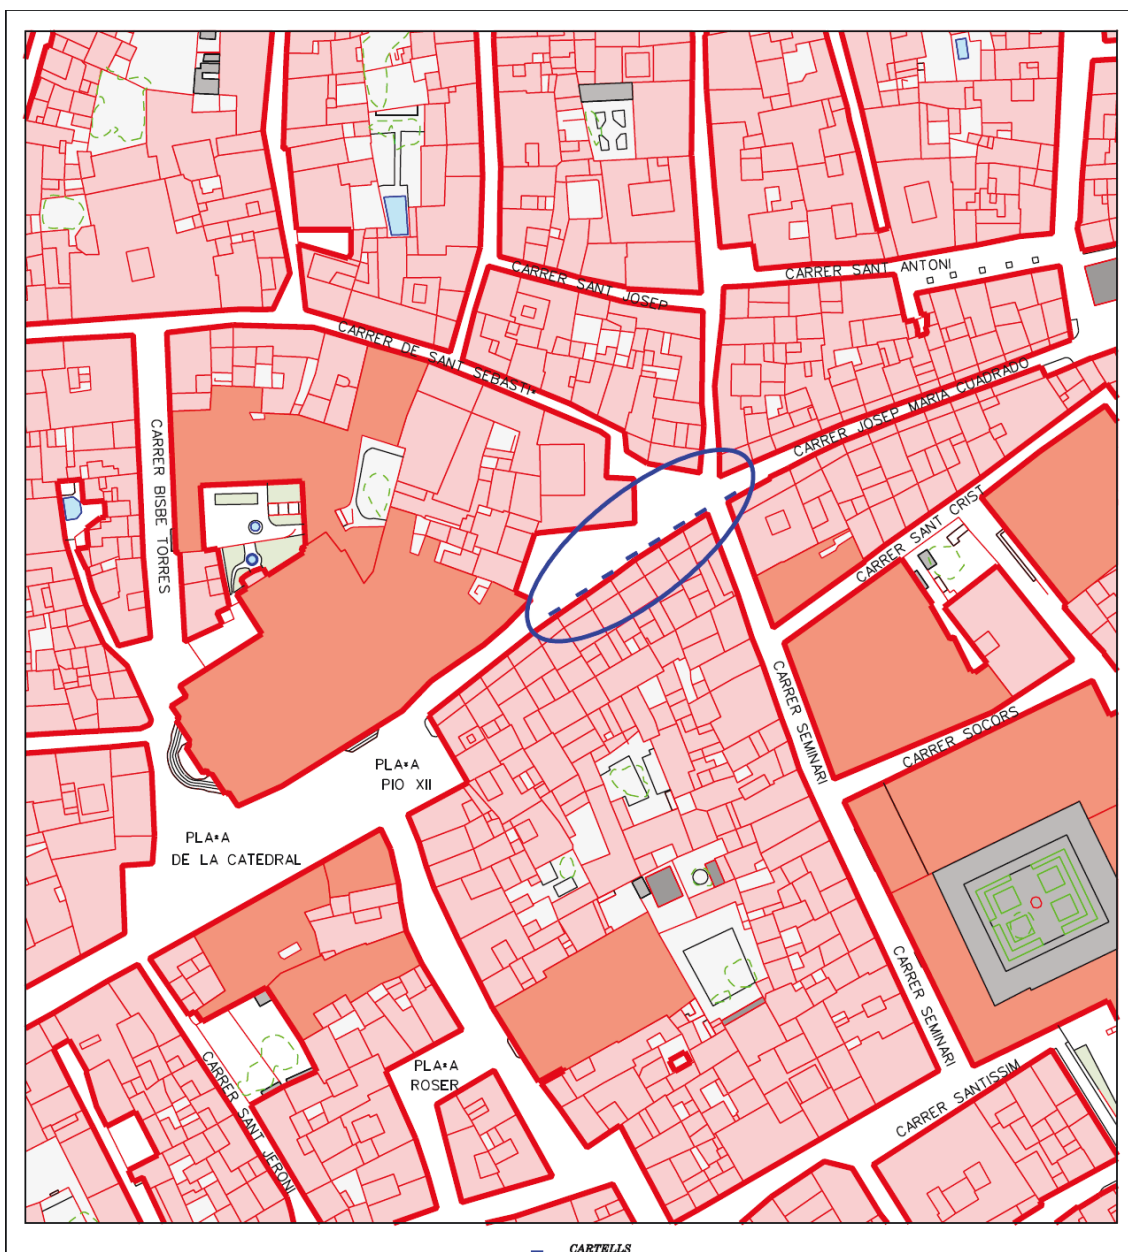 CARRER SANT JOSEP
CARRER SANT ANTONI
CARRER DE SANT SEBASTI*
CARRER JOSEP MARIA CUADRADO
CARRER BISBE TORRES
CARRER SANT CRIST
CARRER SEMINARI
CARRER SOCORS
PLA*A
PIO XII
PLA*A
DE LA CATEDRAL
CARRER SEMINARI
PLA*A
ROSER
CARRER SANT JERONI
CARRER SANTISSIM
CARTELLS